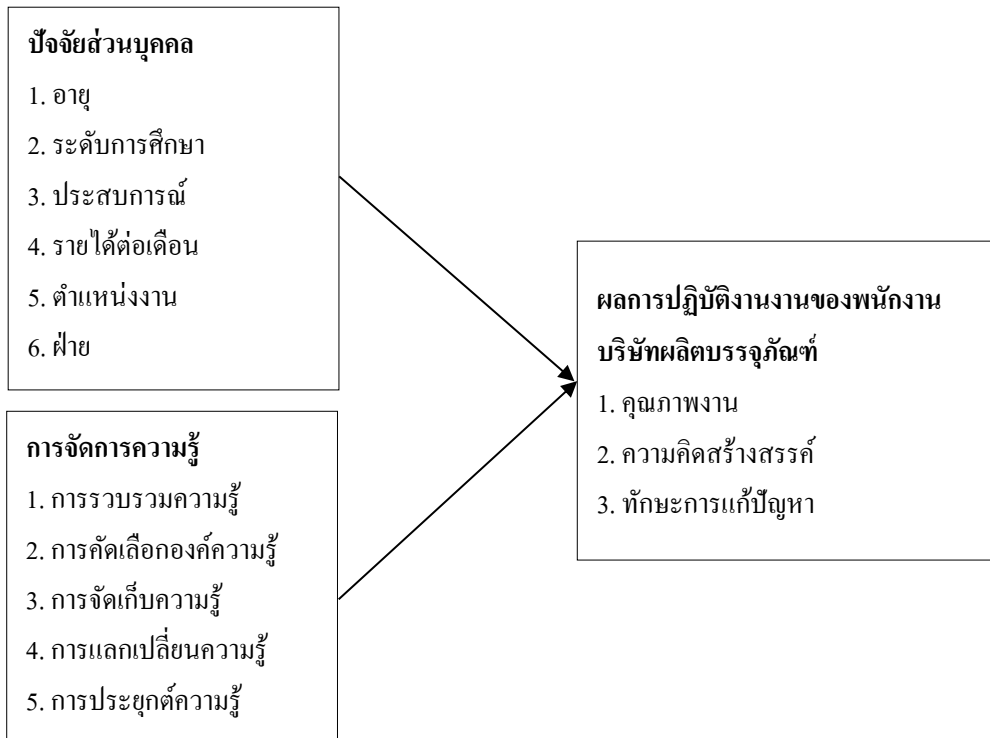 ปัจจัยส่วนบุคคล
1. อายุ
2. ระดับการศึกษา
3. ประสบการณ์
4. รายได้ต่อเดือน
5. ตำแหน่งงาน
6. ฝ่าย
การจัดการความรู้
1. การรวบรวมความรู้
2. การคัดเลือกองค์ความรู้
3. การจัดเก็บความรู้
4. การแลกเปลี่ยนความรู้
5. การประยุกต์ความรู้
ผลการปฏิบัติงานงานของพนักงาน
บริษัทผลิตบรรจุภัณฑ์
1. คุณภาพงาน
2. ความคิดสร้างสรรค์
3. ทักษะการแก้ปัญหา